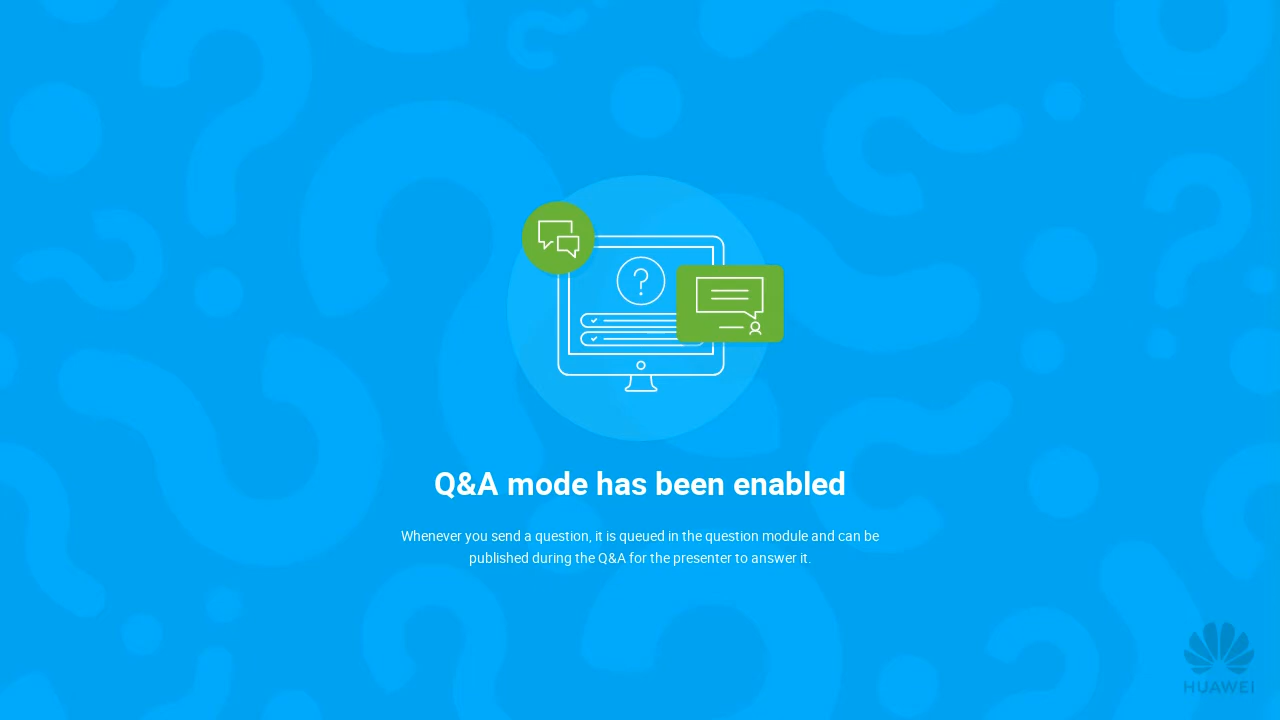 Q&A mode has been enabled
Whenever you send a question, it is queued in the question module and can be
published during the Q&A for the presenter to answer it.
HUAWEI